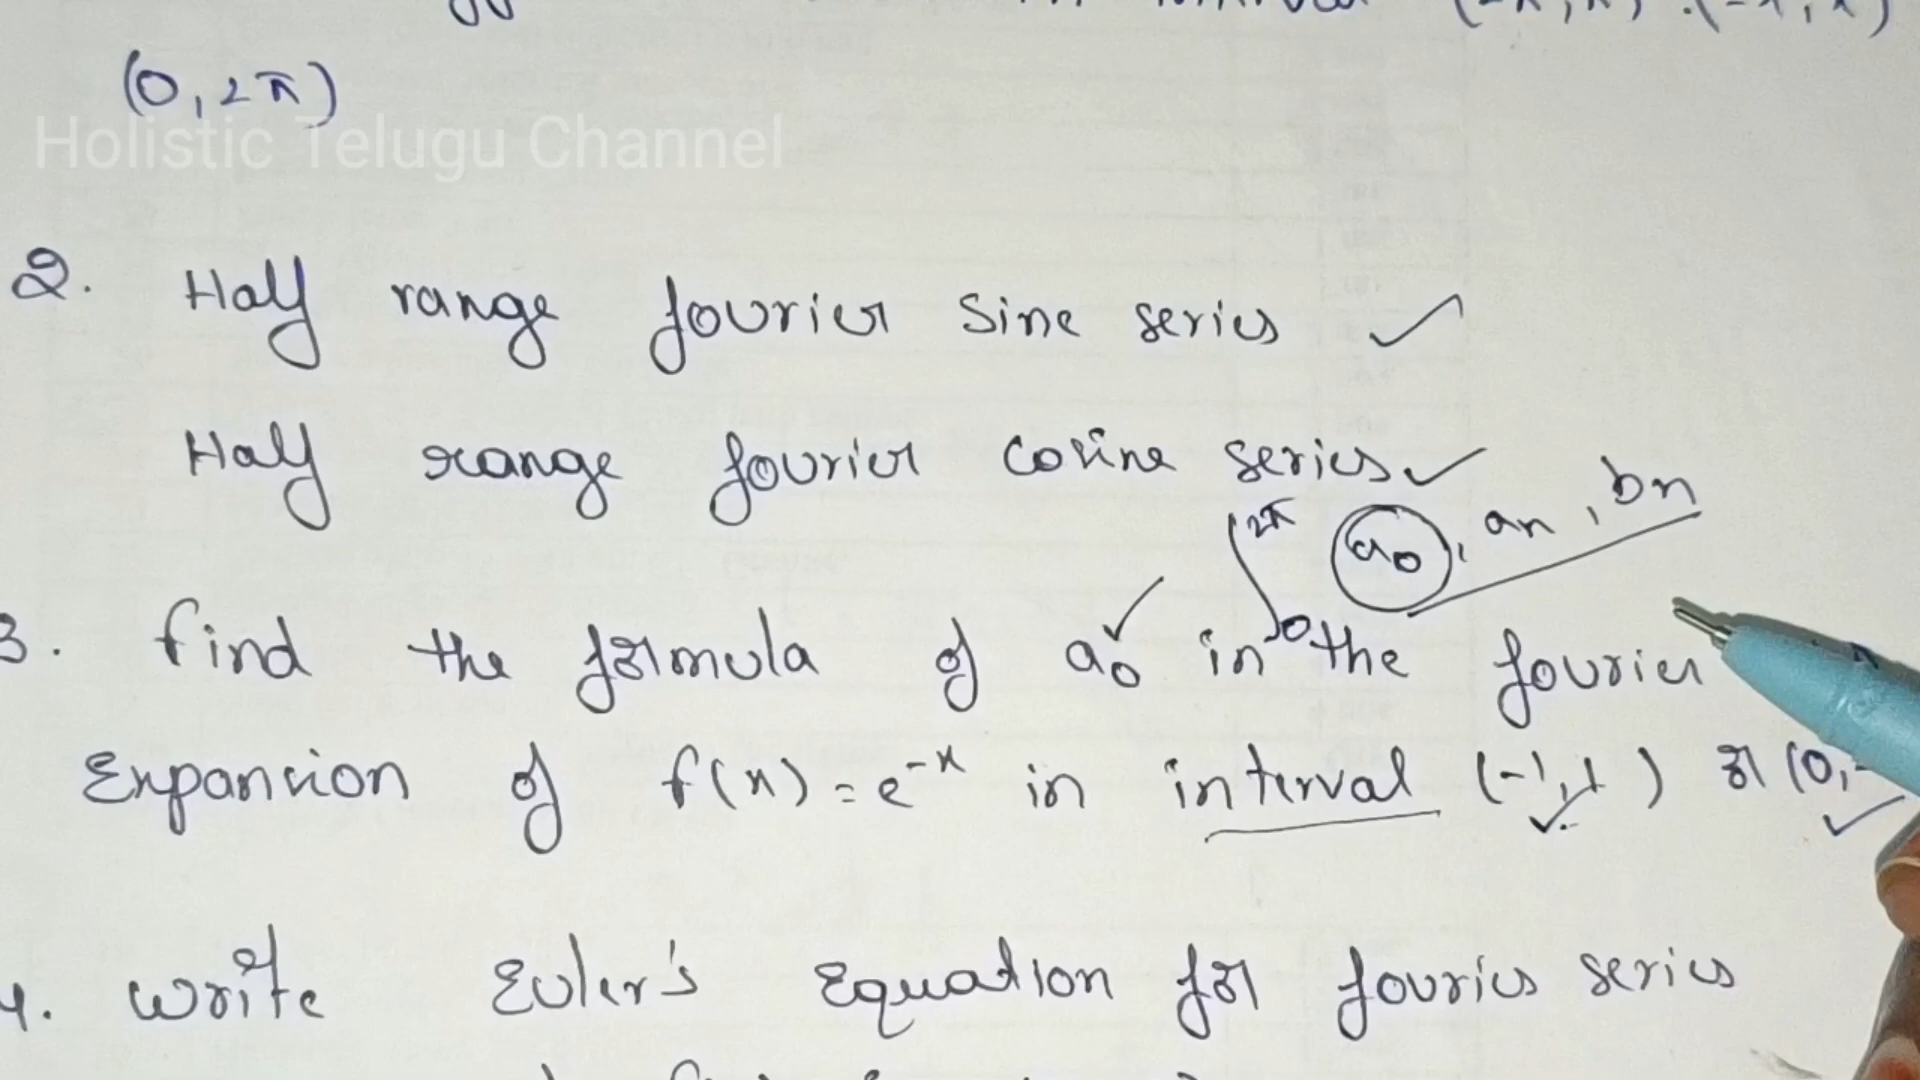 (0, 2π)
Holistic Telugu Channel
2. Half range fourier sine series ✓
Half range fourier cosine series ✓
2π a0, an, bn
0
3. find the formula of a0 in the fourier
Expansion of f(x) = e^-x in interval (-1, 1) or (0,
4. write Euler's Equation for fouries series